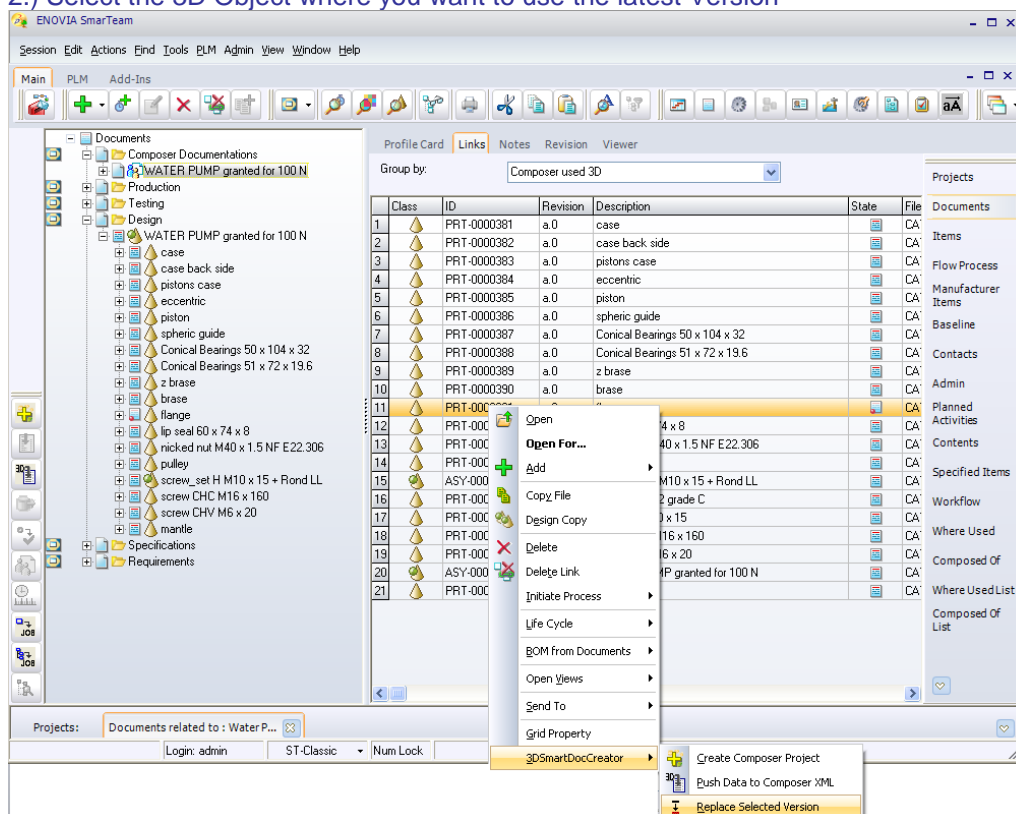 2.) Select the 3D Object where you want to use the latest Version
ENOVIA SmarTeam
Session Edit Actions Find Tools PLM Admin View Window Help
Main PLM Add-Ins
Documents
Composer Documentations
WATER PUMP granted for 100 N
Production
Testing
Design
WATER PUMP granted for 100 N
case
case back side
pistons case
eccentric
piston
spheric guide
Conical Bearings 50 x 104 x 32
Conical Bearings 51 x 72 x 19.6
z brase
brase
flange
lip seal 60 x 74 x 8
nicked nut M40 x 1.5 NF E22.306
pulley
screw_set H M10 x 15 + Rond LL
screw CHC M16 x 160
screw CHV M6 x 20
mantle
Specifications
Requirements
Profile Card Links Notes Revision Viewer
Group by: Composer used 3D
Class ID Revision Description State File
1 PRT-0000381 a.0 case CA
2 PRT-0000382 a.0 case back side CA
3 PRT-0000383 a.0 pistons case CA
4 PRT-0000384 a.0 eccentric CA
5 PRT-0000385 a.0 piston CA
6 PRT-0000386 a.0 spheric guide CA
7 PRT-0000387 a.0 Conical Bearings 50 x 104 x 32 CA
8 PRT-0000388 a.0 Conical Bearings 51 x 72 x 19.6 CA
9 PRT-0000389 a.0 z brase CA
10 PRT-0000390 a.0 brase CA
11 CA
12 PRT-000 4 x 8 CA
13 PRT-000 40 x 1.5 NF E22.306 CA
14 PRT-000 CA
15 ASY-000 M10 x 15 + Rond LL CA
16 PRT-000 2 grade C CA
17 PRT-000 x 15 CA
18 PRT-000 16 x 160 CA
19 PRT-000 6 x 20 CA
20 ASY-000 MP granted for 100 N CA
21 PRT-000 CA
Open
Open For...
Add
Copy File
Design Copy
Delete
Delete Link
Initiate Process
Life Cycle
BOM from Documents
Open Views
Send To
Grid Property
3DSmartDocCreator
Create Composer Project
Push Data to Composer XML
Replace Selected Version
Projects
Documents
Items
Flow Process
Manufacturer
Items
Baseline
Contacts
Admin
Planned
Activities
Contents
Specified Items
Workflow
Where Used
Composed Of
Where Used List
Composed Of
List
3D
JOB
JOB
aA
Projects: Documents related to : Water P...
Login: admin ST-Classic Num Lock